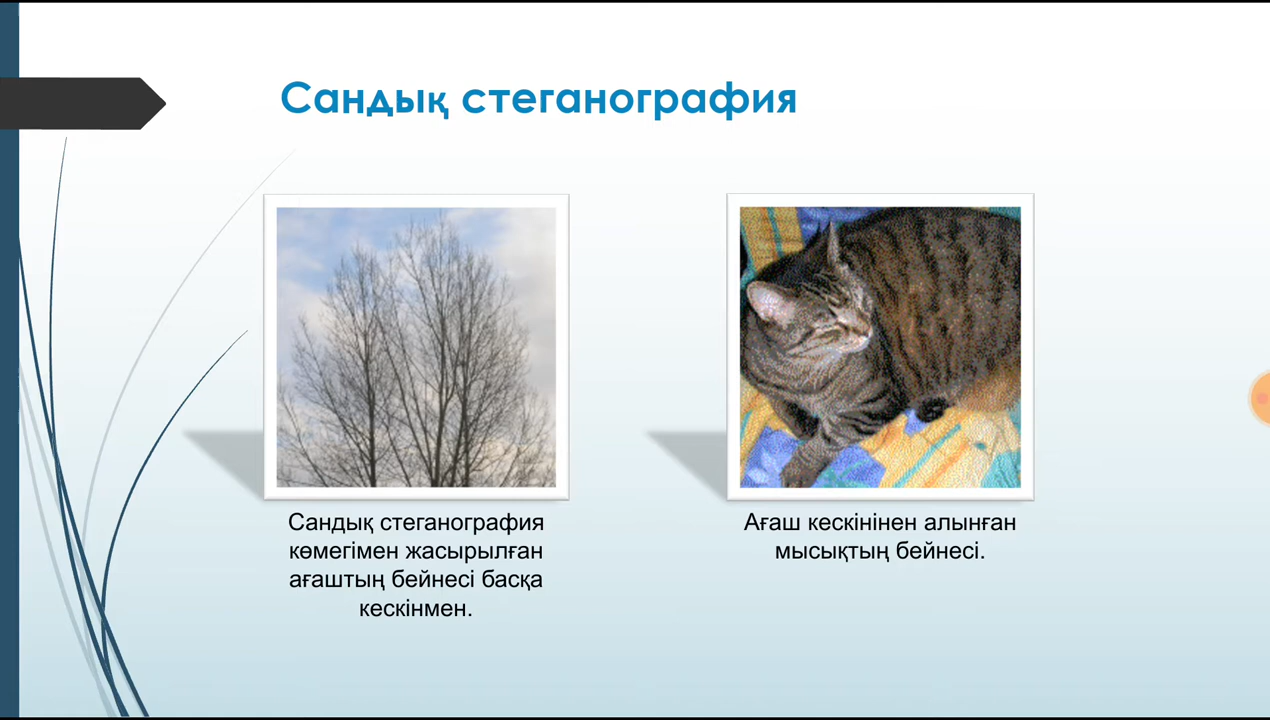 Сандық стеганография
Сандық стеганография
көмегімен жасырылған
ағаштың бейнесі басқа
кескінмен.
Ағаш кескінінен алынған
мысықтың бейнесі.